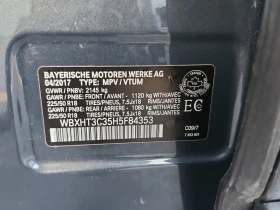 BAYERISCHE MOTOREN WERKE AG
04/2017 TYPE: MPV / VTUM
GVWR / PNBV: 2145 kg
GAWR / PNBE: FRONT / AVANT - 1120 kg WITH/AVEC
225/50 R18 TIRES/PNEUS, 7.5Jx18 RIMS/JANTES
GAWR / PNBE: REAR / ARRIERE - 1080 kg WITH/AVEC
225/50 R18 TIRES/PNEUS, 7.5Jx18 RIMS/JANTES
WBXHT3C35H5F84353
EC